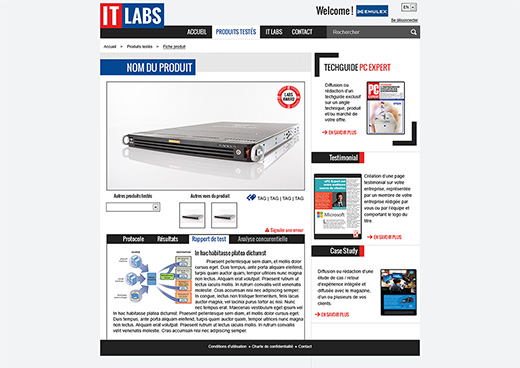 IT LABS
Welcome ! EMULEX
EN
Se déconnecter
ACCUEIL PRODUITS TESTÉS IT LABS CONTACT
Rechercher
Accueil > Produits testés > Fiche produit
NOM DU PRODUIT
LABS
AWARD
Autres produits testés
Autres vues du produit
TAG | TAG | TAG | TAG
Signaler une erreur
Protocole Résultats Rapport de test Analyse concurentielle
In hac habitasse platea dictumst
Praesent pellentesque sem diam, et mollis dolor
cursus eget. Duis tempus, ante porta aliquam eleifend,
turpis quam auctor quam, tempor ultrices nunc magna
non lectus. Aliquam erat volutpat. Praesent rutrum ut
lectus iaculis mollis. In rutrum convallis velit venenatis
molestie. Cras accumsan nisl nec adipiscing semper.
In congue, lectus non tristique fermentum, felis lacus
auctor magna, vel lacinia purus tortor ac nisi. Nunc
nec tempus erat. Maecenas vestibulum eget ipsum vel
In hac habitasse platea dictumst. Praesent pellentesque sem diam, et mollis dolor cursus eget.
Duis tempus, ante porta aliquam eleifend, turpis quam auctor quam, tempor ultrices nunc magna non lectus.
Aliquam erat volutpat. Praesent rutrum ut lectus iaculis mollis. In rutrum convallis velit
venenatis molestie. Cras accumsan nisl nec adipiscing semper.
TECHGUIDE PC EXPERT
Diffusion ou
rédaction d'un
techguide exclusif
sur un angle
technique, produit
et/ou marché de
votre offre.
EN SAVOIR PLUS
PC
EXPERT
EPSON
Testimonial
Création d'une page
testimonial sur votre
entreprise, représentée
par un membre de votre
entreprise rédigée par
vous ou par l'équipe et
comportant le logo du
titre.
Microsoft
EN SAVOIR PLUS
Case Study
Diffusion ou rédaction d'une
étude de cas / retour
d'expérience intégrée et
diffusée avec le magazine,
d'un ou plusieurs de vos
clients.
EN SAVOIR PLUS
Conditions d'utilisation • Charte de confidentialité • Contact